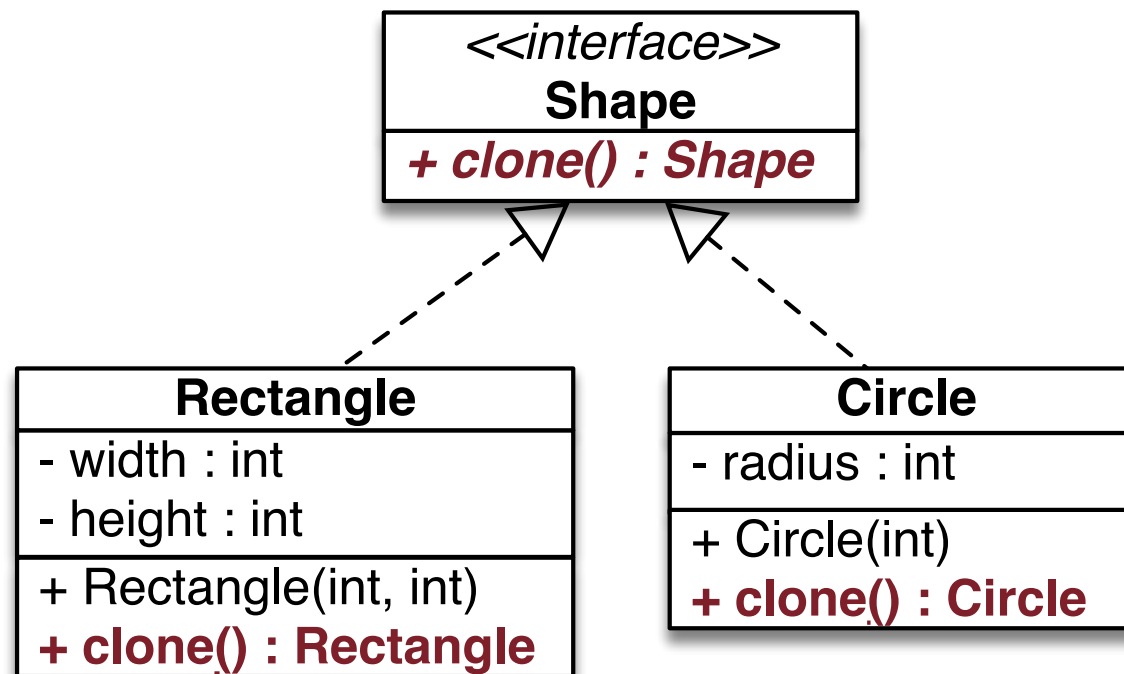 <<interface>>
Shape
+ clone() : Shape
Rectangle
- width : int
- height : int
+ Rectangle(int, int)
+ clone() : Rectangle
Circle
- radius : int
+ Circle(int)
+ clone() : Circle